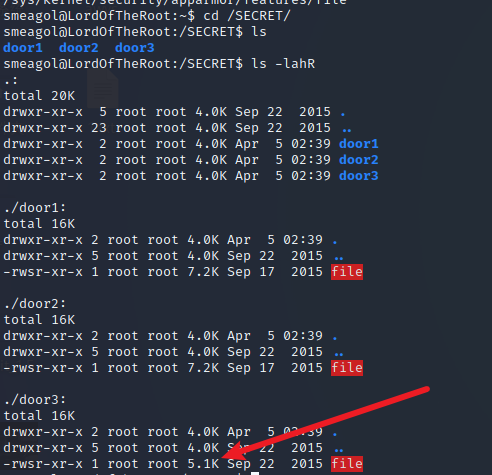 /sys/kernel/security/apparmor/features/file
smeagol@LordOfTheRoot:~$ cd /SECRET/
smeagol@LordOfTheRoot:/SECRET$ ls
door1  door2  door3
smeagol@LordOfTheRoot:/SECRET$ ls -lahR
.:
total 20K
drwxr-xr-x  5 root root 4.0K Sep 22  2015 .
drwxr-xr-x 23 root root 4.0K Sep 22  2015 ..
drwxr-xr-x  2 root root 4.0K Apr  5 02:39 door1
drwxr-xr-x  2 root root 4.0K Apr  5 02:39 door2
drwxr-xr-x  2 root root 4.0K Apr  5 02:39 door3
./door1:
total 16K
drwxr-xr-x 2 root root 4.0K Apr  5 02:39 .
drwxr-xr-x 5 root root 4.0K Sep 22  2015 ..
-rwsr-xr-x 1 root root 7.2K Sep 17  2015 file
./door2:
total 16K
drwxr-xr-x 2 root root 4.0K Apr  5 02:39 .
drwxr-xr-x 5 root root 4.0K Sep 22  2015 ..
-rwsr-xr-x 1 root root 7.2K Sep 17  2015 file
./door3:
total 16K
drwxr-xr-x 2 root root 4.0K Apr  5 02:39 .
drwxr-xr-x 5 root root 4.0K Sep 22  2015 ..
-rwsr-xr-x 1 root root 5.1K Sep 22  2015 file